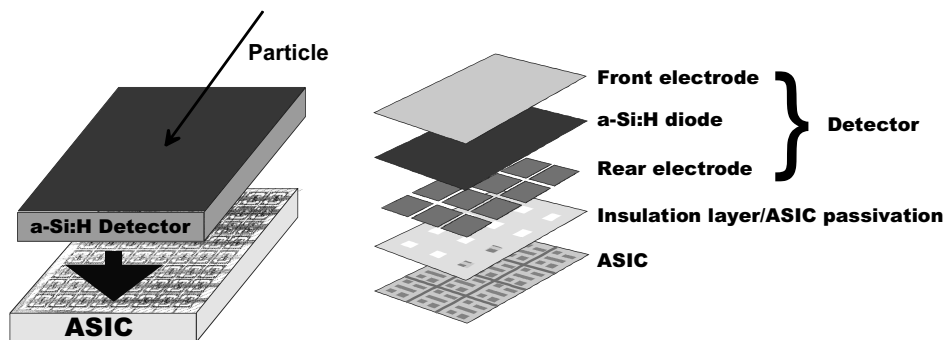 Particle
a-Si:H Detector
ASIC
Front electrode
a-Si:H diode
Rear electrode
Detector
Insulation layer/ASIC passivation
ASIC